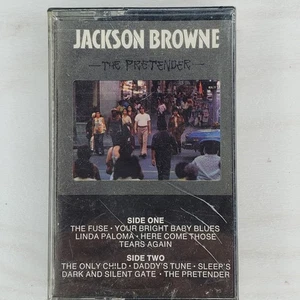 JACKSON BROWNE
THE PRETENDER
SIDE ONE
THE FUSE · YOUR BRIGHT BABY BLUES
LINDA PALOMA · HERE COME THOSE
TEARS AGAIN
SIDE TWO
THE ONLY CHILD · DADDY'S TUNE · SLEEP'S
DARK AND SILENT GATE · THE PRETENDER